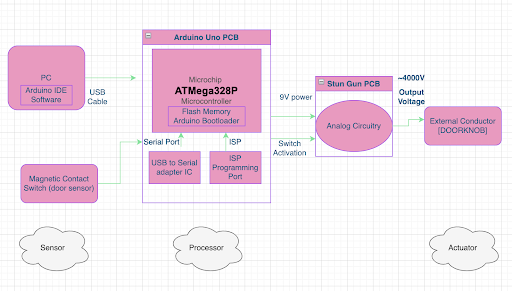 Arduino Uno PCB
PC
Arduino IDE
Software
USB
Cable
Microchip
ATMega328P
Microcontroller
Flash Memory
Arduino Bootloader
Serial Port
ISP
USB to Serial
adapter IC
ISP
Programming
Port
Magnetic Contact
Switch (door sensor)
9V power
Switch
Activation
Stun Gun PCB
Analog Circuitry
~4000V
Output
Voltage
External Conductor
[DOORKNOB]
Sensor
Processor
Actuator